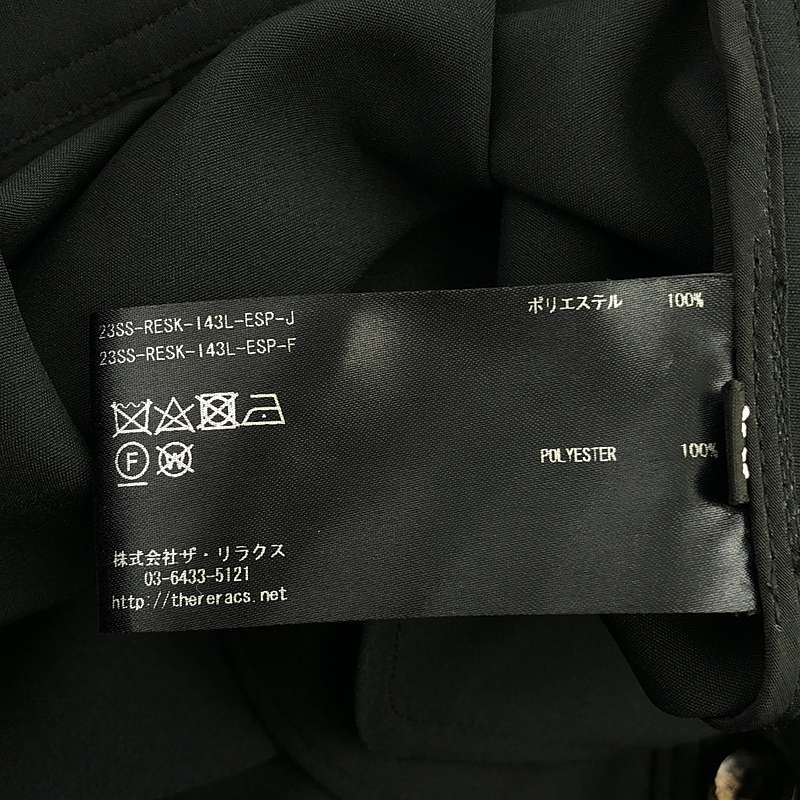 23SS-RESK-143L-ESP-J
23SS-RESK-143L-ESP-F
ポリエステル 100%
POLYESTER 100%
F
W
株式会社ザ・リラクス
03-6433-5121
http://thereracs.net